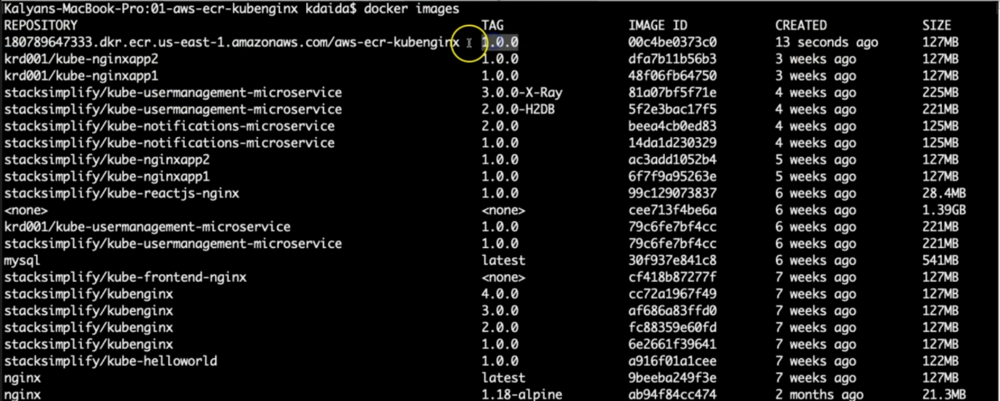 Kalyans-MacBook-Pro:01-aws-ecr-kubenginx kdaida$ docker images
REPOSITORY TAG IMAGE ID CREATED SIZE
180789647333.dkr.ecr.us-east-1.amazonaws.com/aws-ecr-kubenginx 1.0.0 00c4be0373c0 13 seconds ago 127MB
krd001/kube-nginxapp2 1.0.0 dfa7b11b56b3 3 weeks ago 127MB
krd001/kube-nginxapp1 1.0.0 48f06fb64750 3 weeks ago 127MB
stacksimplify/kube-usermanagement-microservice 3.0.0-X-Ray 81a07bf5f71e 4 weeks ago 225MB
stacksimplify/kube-usermanagement-microservice 2.0.0-H2DB 5f2e3bac17f5 4 weeks ago 221MB
stacksimplify/kube-notifications-microservice 2.0.0 beea4cb0ed83 4 weeks ago 125MB
stacksimplify/kube-notifications-microservice 1.0.0 14da1d230329 4 weeks ago 125MB
stacksimplify/kube-nginxapp2 1.0.0 ac3add1052b4 5 weeks ago 127MB
stacksimplify/kube-nginxapp1 1.0.0 6f7f9a95263e 5 weeks ago 127MB
stacksimplify/kube-reactjs-nginx 1.0.0 99c129073837 6 weeks ago 28.4MB
<none> <none> cee713f4be6a 6 weeks ago 1.39GB
krd001/kube-usermanagement-microservice 1.0.0 79c6fe7bf4cc 6 weeks ago 221MB
stacksimplify/kube-usermanagement-microservice 1.0.0 79c6fe7bf4cc 6 weeks ago 221MB
mysql latest 30f937e841c8 6 weeks ago 541MB
stacksimplify/kube-frontend-nginx <none> cf418b87277f 7 weeks ago 127MB
stacksimplify/kubenginx 4.0.0 cc72a1967f49 7 weeks ago 127MB
stacksimplify/kubenginx 3.0.0 af686a83ffd0 7 weeks ago 127MB
stacksimplify/kubenginx 2.0.0 fc88359e60fd 7 weeks ago 127MB
stacksimplify/kubenginx 1.0.0 6e2661f39641 7 weeks ago 127MB
stacksimplify/kube-helloworld 1.0.0 a916f01a1cee 7 weeks ago 122MB
nginx latest 9beeba249f3e 7 weeks ago 127MB
nginx 1.18-alpine ab94f84cc474 2 months ago 21.3MB